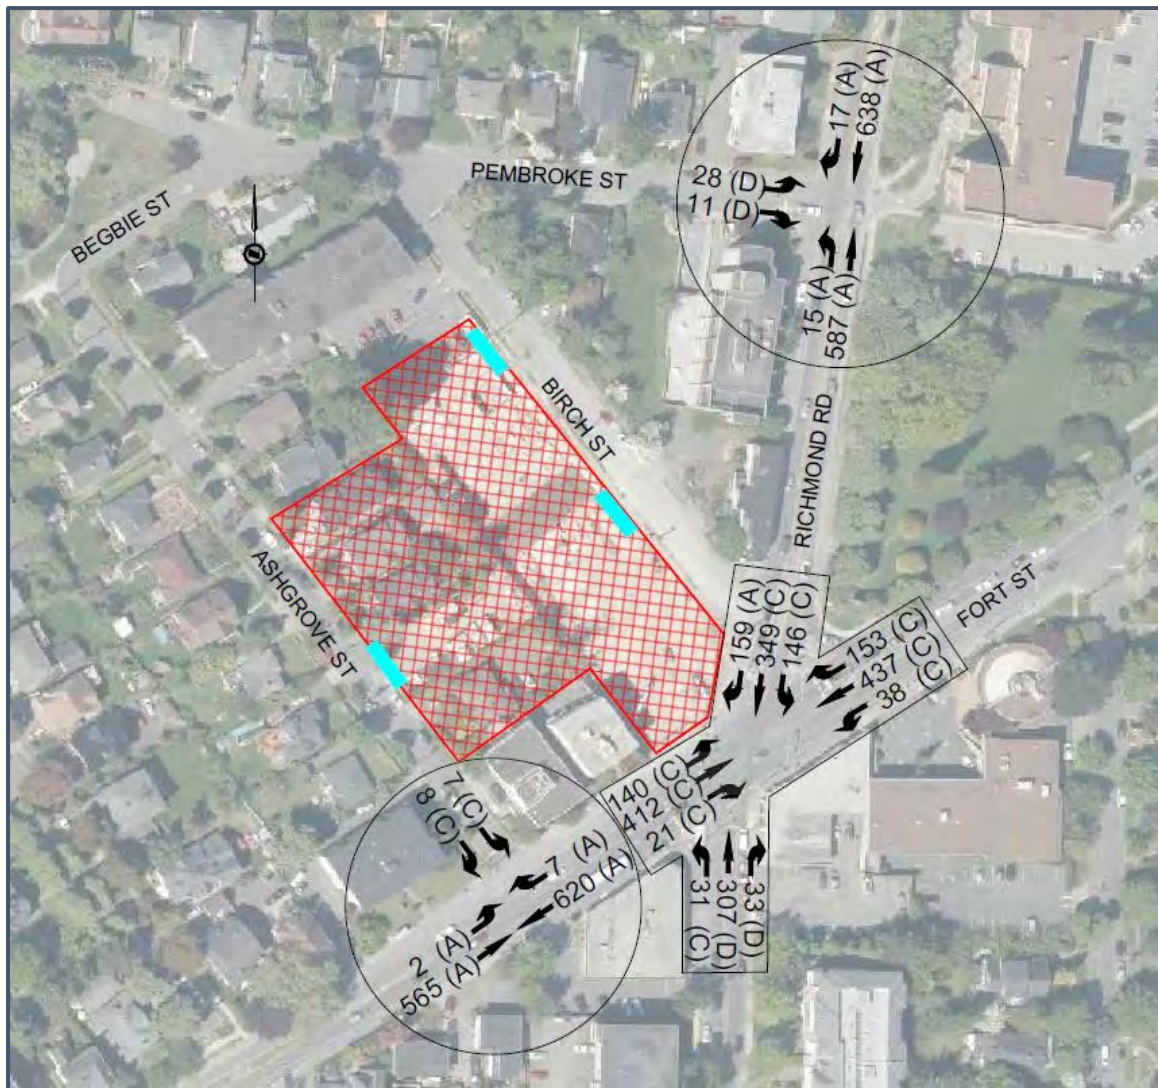 17 (A)
638 (A)
PEMBROKE ST
28 (D)
11 (D)
BEGBIE ST
15 (A)
587 (A)
BIRCH ST
RICHMOND RD
ASHGROVE ST
FORT ST
159 (A)
349 (C)
146 (C)
153 (C)
437 (C)
38 (C)
140 (C)
412 (C)
21 (C)
7 (C)
8 (C)
7 (A)
620 (A)
31 (C)
307 (D)
33 (D)
2 (A)
565 (A)